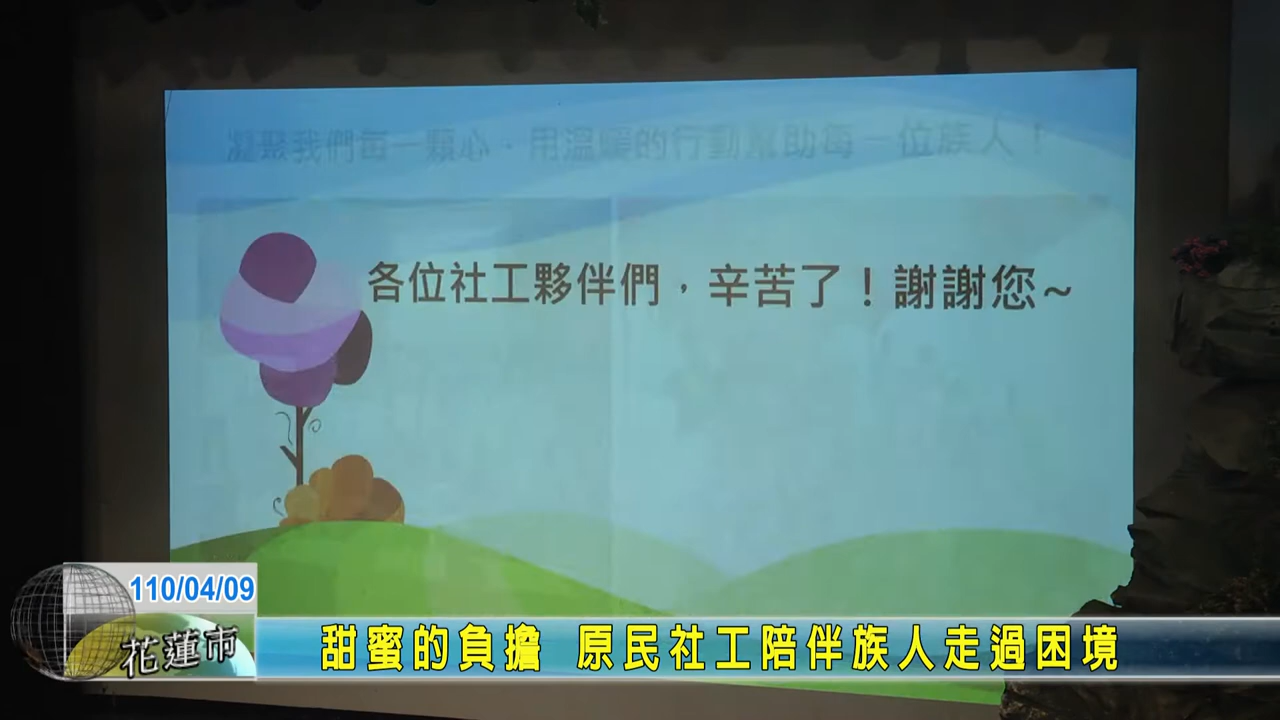 凝聚我們每一顆心，用溫暖的行動幫助每一位族人！
各位社工夥伴們，辛苦了！謝謝您~
110/04/09
花蓮市
甜蜜的負擔 原民社工陪伴族人走過困境